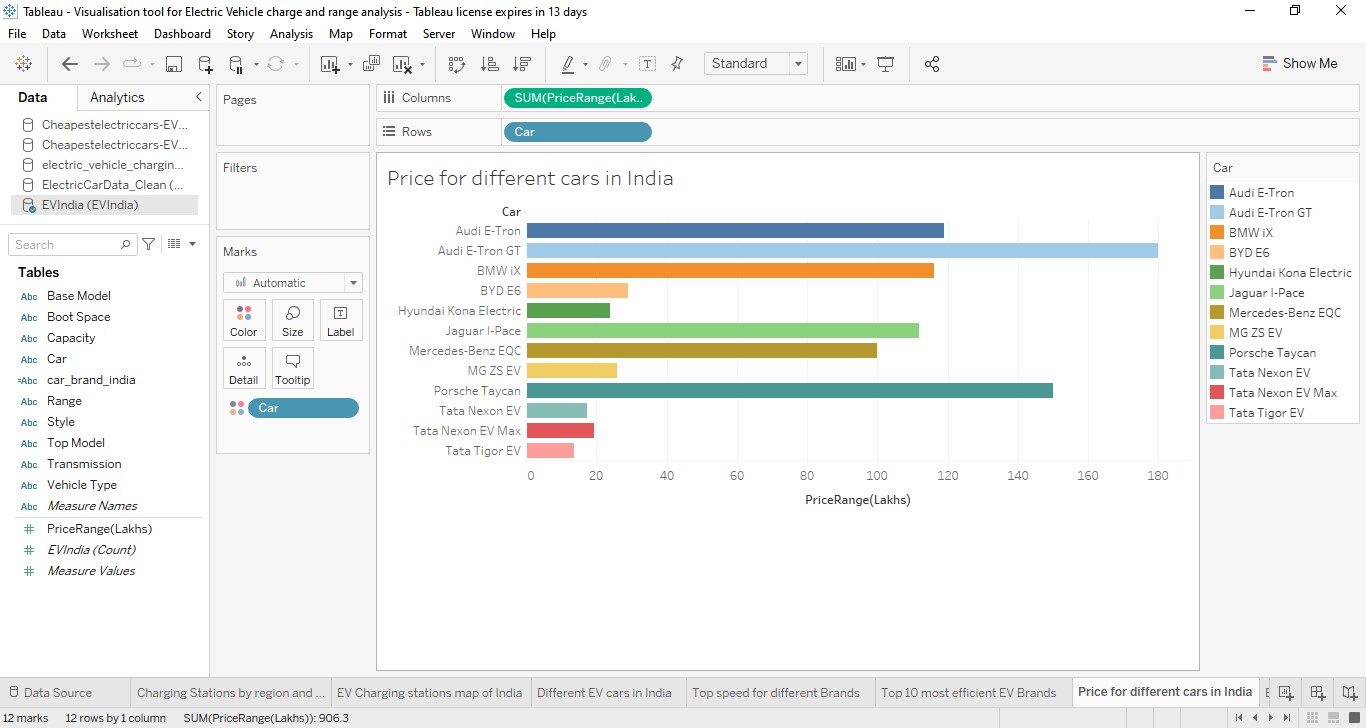 Tableau - Visualisation tool for Electric Vehicle charge and range analysis - Tableau license expires in 13 days
File Data Worksheet Dashboard Story Analysis Map Format Server Window Help
Standard
Show Me
Data Analytics
Cheapestelectriccars-EV...
Cheapestelectriccars-EV...
electric_vehicle_chargin...
ElectricCarData_Clean (...
EVIndia (EVIndia)
Search
Tables
Abc Base Model
Abc Boot Space
Abc Capacity
Abc Car
=Abc car_brand_india
Abc Range
Abc Style
Abc Top Model
Abc Transmission
Abc Vehicle Type
Abc Measure Names
# PriceRange(Lakhs)
# EVIndia (Count)
# Measure Values
Pages
Filters
Marks
Automatic
Color Size Label
Detail Tooltip
Car
Columns SUM(PriceRange(Lak..
Rows Car
Price for different cars in India
Car
Audi E-Tron
Audi E-Tron GT
BMW iX
BYD E6
Hyundai Kona Electric
Jaguar I-Pace
Mercedes-Benz EQC
MG ZS EV
Porsche Taycan
Tata Nexon EV
Tata Nexon EV Max
Tata Tigor EV
0 20 40 60 80 100 120 140 160 180
PriceRange(Lakhs)
Car
Audi E-Tron
Audi E-Tron GT
BMW iX
BYD E6
Hyundai Kona Electric
Jaguar I-Pace
Mercedes-Benz EQC
MG ZS EV
Porsche Taycan
Tata Nexon EV
Tata Nexon EV Max
Tata Tigor EV
Data Source Charging Stations by region and ... EV Charging stations map of India Different EV cars in India Top speed for different Brands Top 10 most efficient EV Brands Price for different cars in India
12 marks 12 rows by 1 column SUM(PriceRange(Lakhs)): 906.3